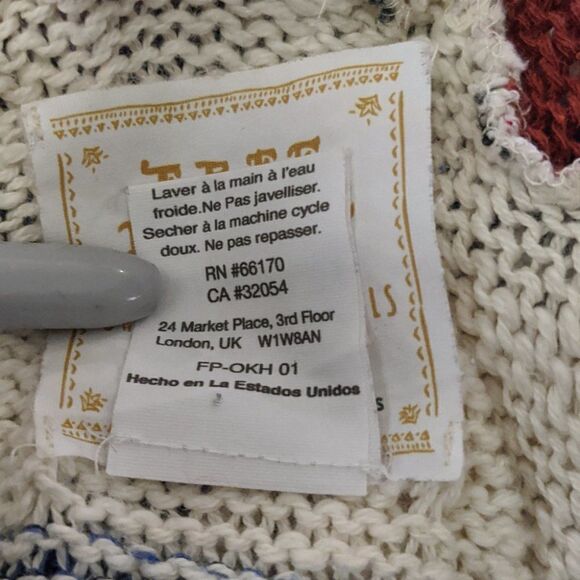 Laver à la main à l'eau
froide.Ne Pas javelliser.
Secher à la machine cycle
doux. Ne pas repasser.
RN #66170
CA #32054
24 Market Place, 3rd Floor
London, UK W1W8AN
FP-OKH 01
Hecho en La Estados Unidos